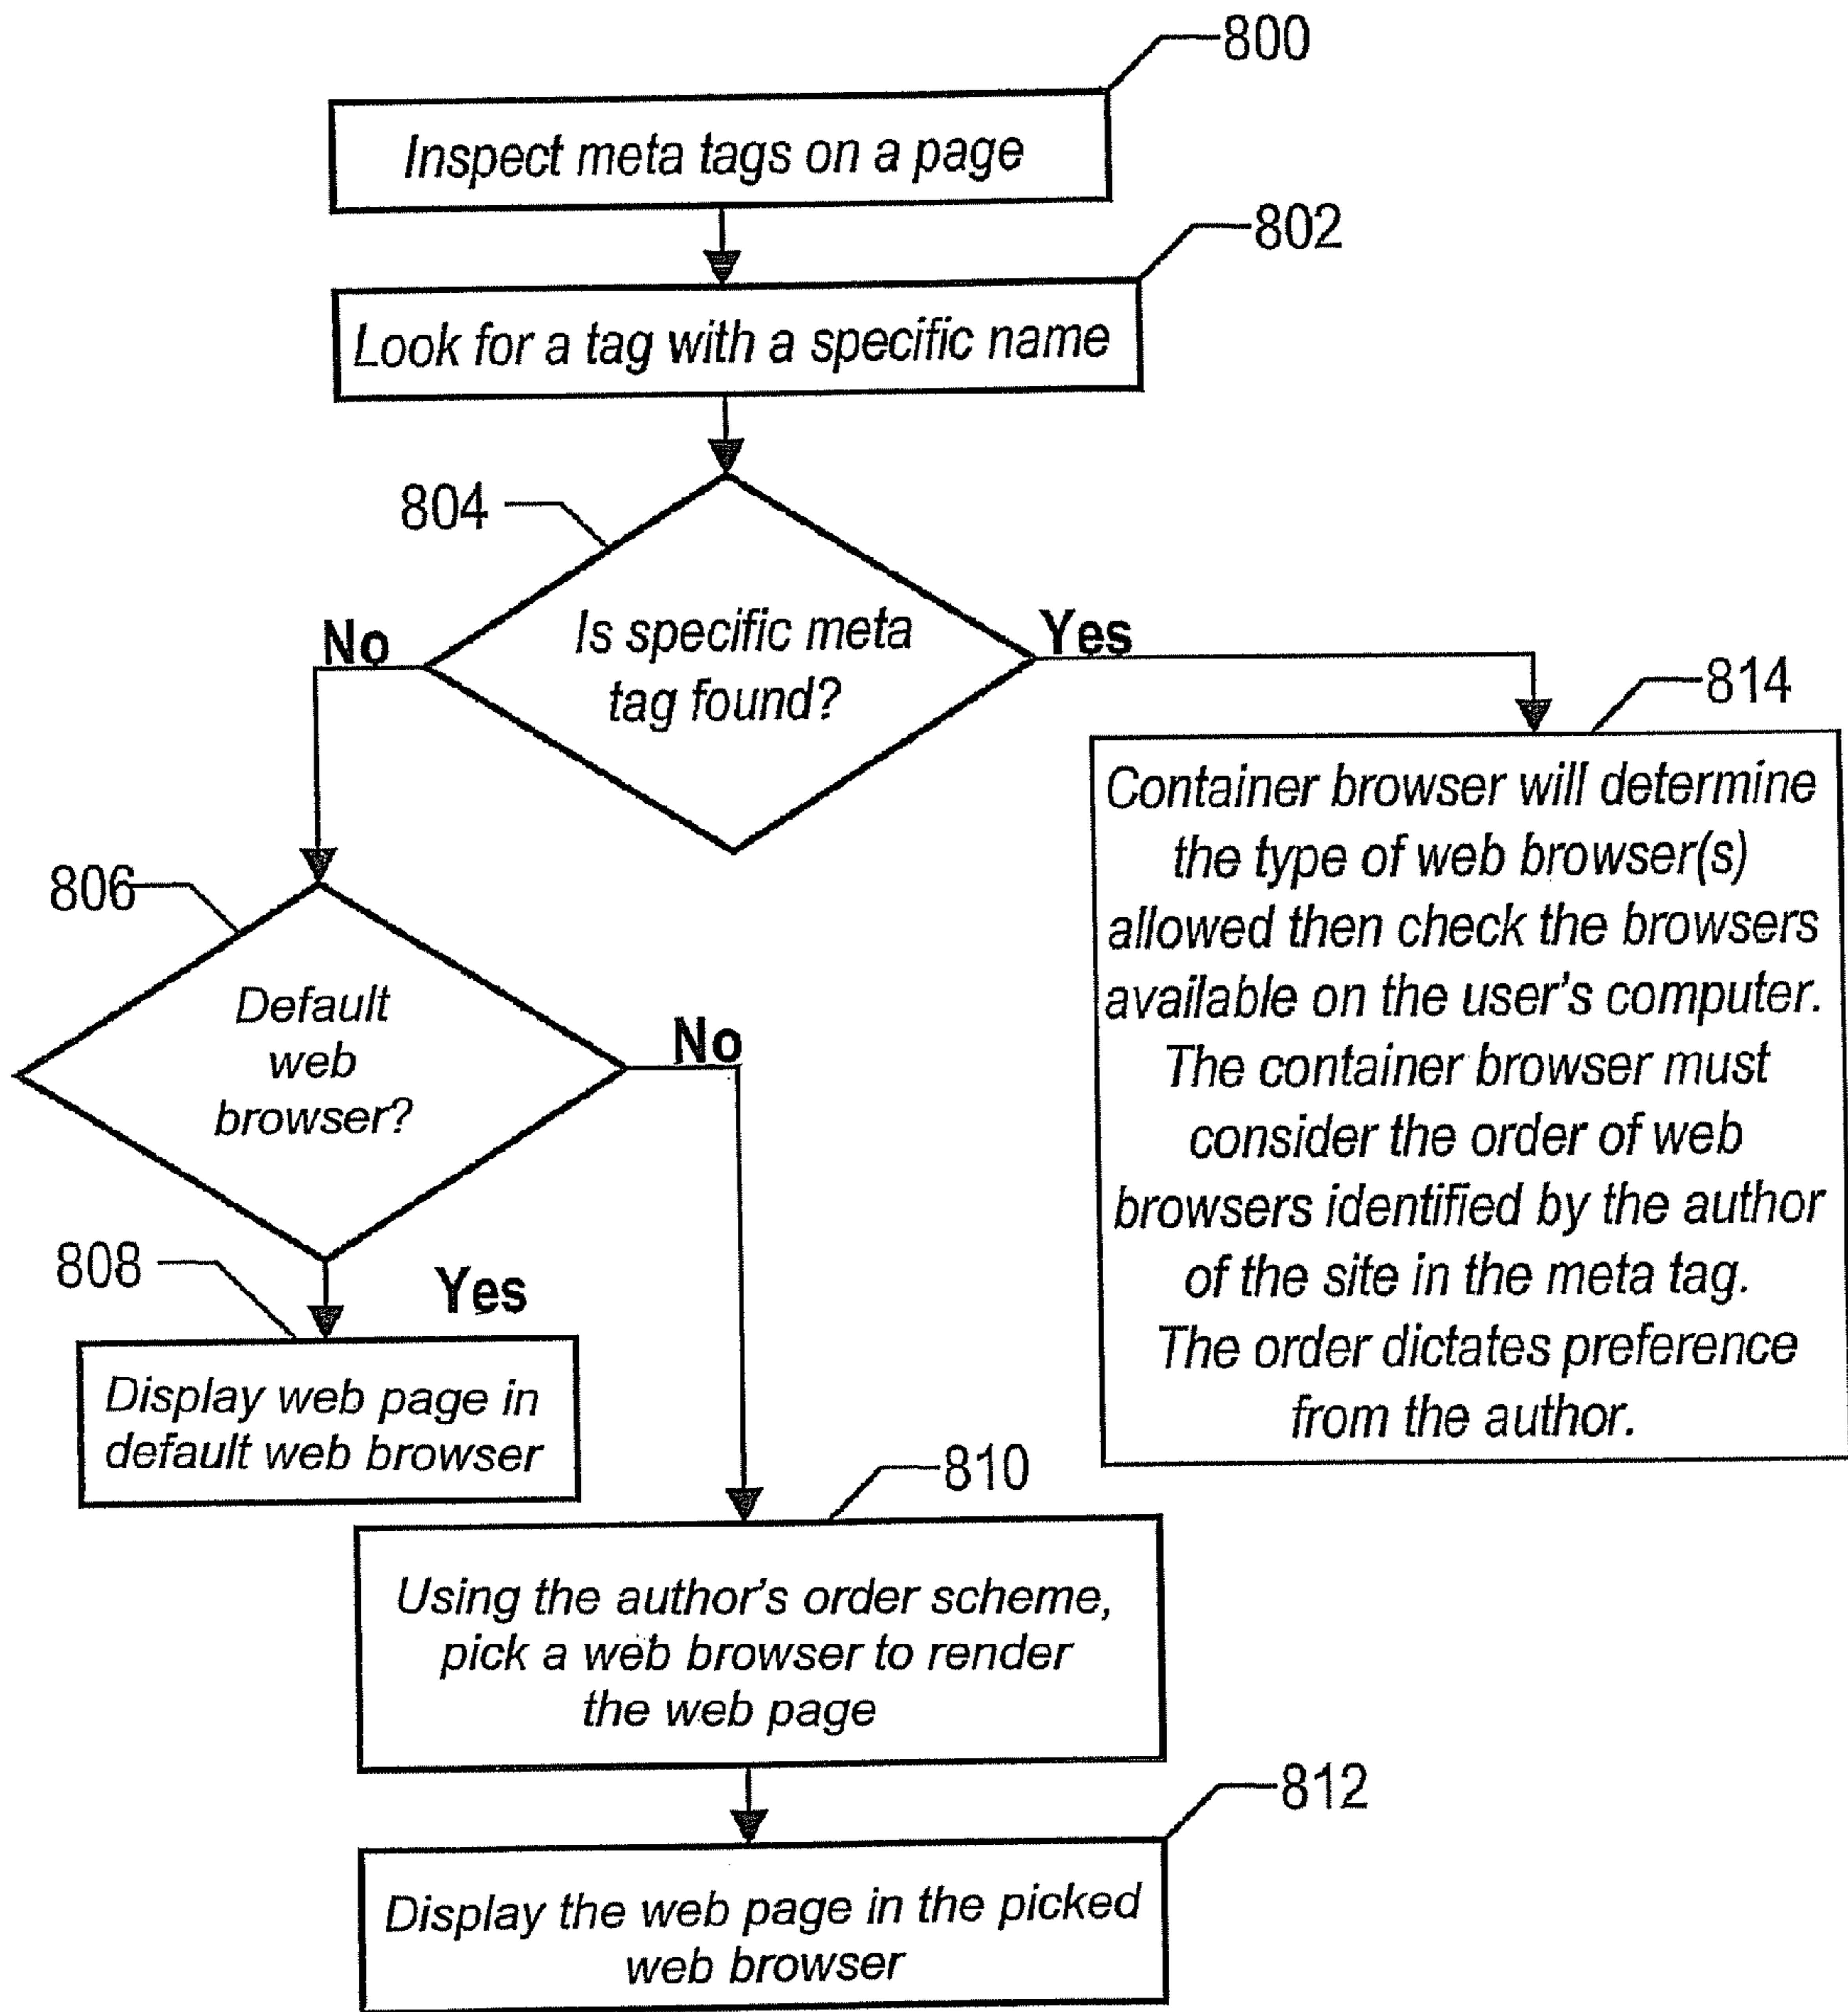 800
Inspect meta tags on a page
802
Look for a tag with a specific name
804
Is specific meta
tag found?
No
Yes
814
Container browser will determine
the type of web browser(s)
allowed then check the browsers
available on the user's computer.
The container browser must
consider the order of web
browsers identified by the author
of the site in the meta tag.
The order dictates preference
from the author.
806
Default
web
browser?
No
808
Yes
Display web page in
default web browser
810
Using the author's order scheme,
pick a web browser to render
the web page
812
Display the web page in the picked
web browser